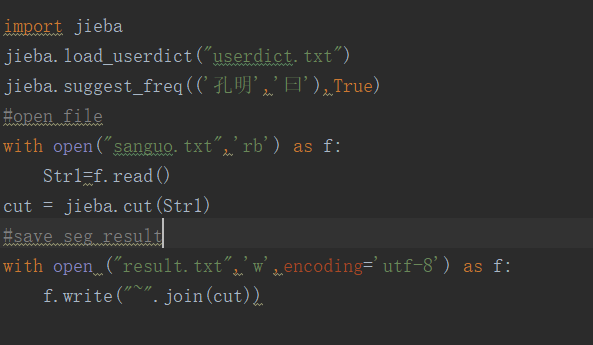 import jieba
jieba.load_userdict("userdict.txt")
jieba.suggest_freq(('孔明','曰'),True)
#open file
with open("sanguo.txt",'rb') as f:
    Str1=f.read()
cut = jieba.cut(Str1)
#save seg result
with open ("result.txt",'w',encoding='utf-8') as f:
    f.write("~".join(cut))